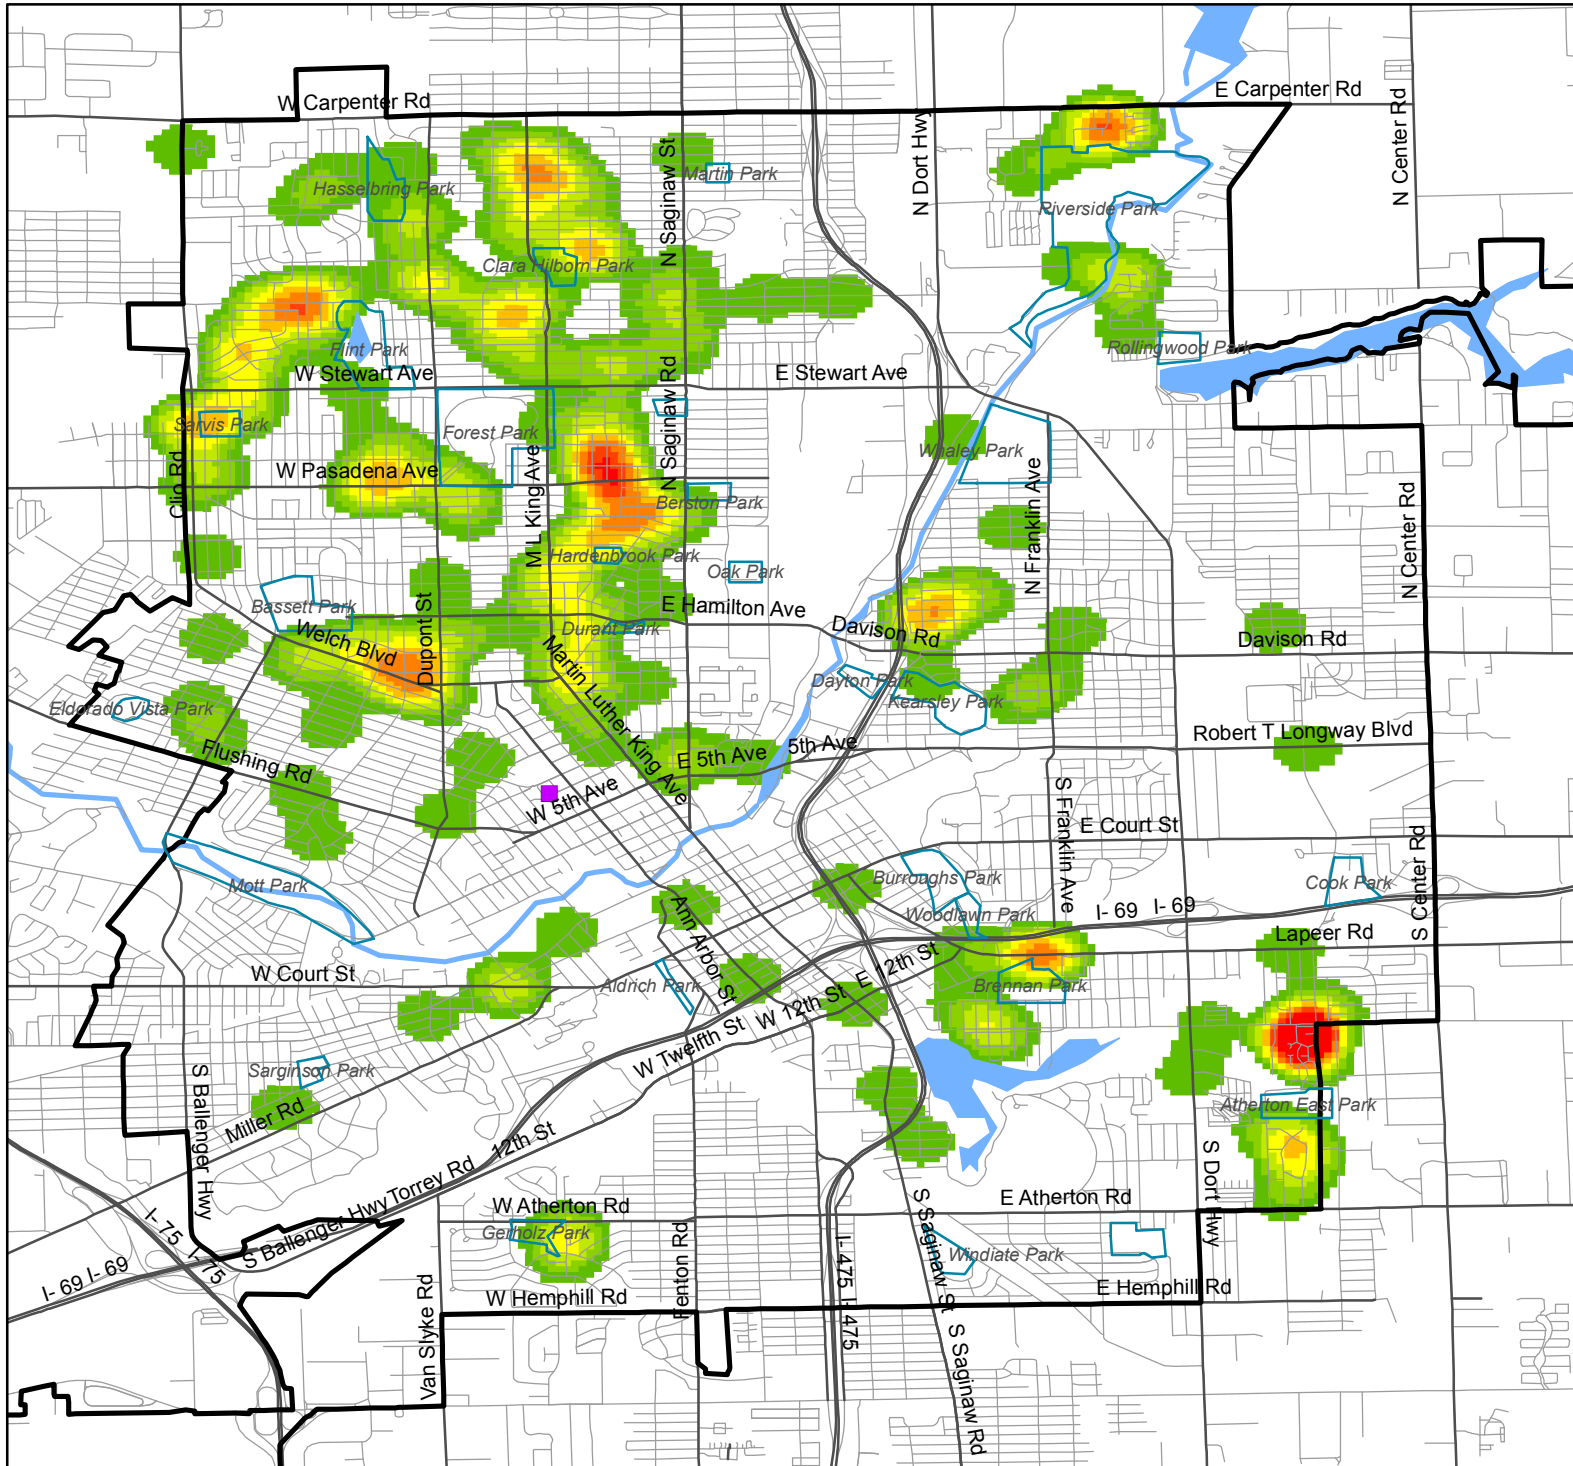 W Carpenter Rd
E Carpenter Rd
N Center Rd
N Center Rd
N Dort Hwy
N Saginaw St
Martin Park
Hasselbring Park
Riverside Park
Clara Hilborn Park
Flint Park
Rollingwood Park
W Stewart Ave
E Stewart Ave
N Saginaw Rd
Sarvis Park
Forest Park
Whaley Park
W Pasadena Ave
Clio Rd
M L King Ave
Berston Park
N Franklin Ave
N Center Rd
Hardenbrook Park
Oak Park
Bassett Park
E Hamilton Ave
Dupont St
Durant Park
Davison Rd
Davison Rd
Welch Blvd
Martin Luther King Ave
Dayton Park
Kearsley Park
Eldorado Vista Park
Flushing Rd
E 5th Ave
5th Ave
Robert T Longway Blvd
W 5th Ave
S Franklin Ave
E Court St
Mott Park
Burroughs Park
Cook Park
S Center Rd
Woodlawn Park
I- 69
I- 69
Ann Arbor St
Lapeer Rd
W Court St
Aldrich Park
E 12th St
Brennan Park
W 12th St
W Twelfth St
Sarginson Park
S Ballenger Hwy
Miller Rd
Atherton East Park
12th St
S Dort Hwy
Torrey Rd
W Atherton Rd
E Atherton Rd
Gerholz Park
S Ballenger Hwy
I- 75
I- 75
I- 69
I- 69
Fenton Rd
I- 475
I- 475
S Saginaw St
Windiate Park
W Hemphill Rd
E Hemphill Rd
Van Slyke Rd
S Saginaw Rd